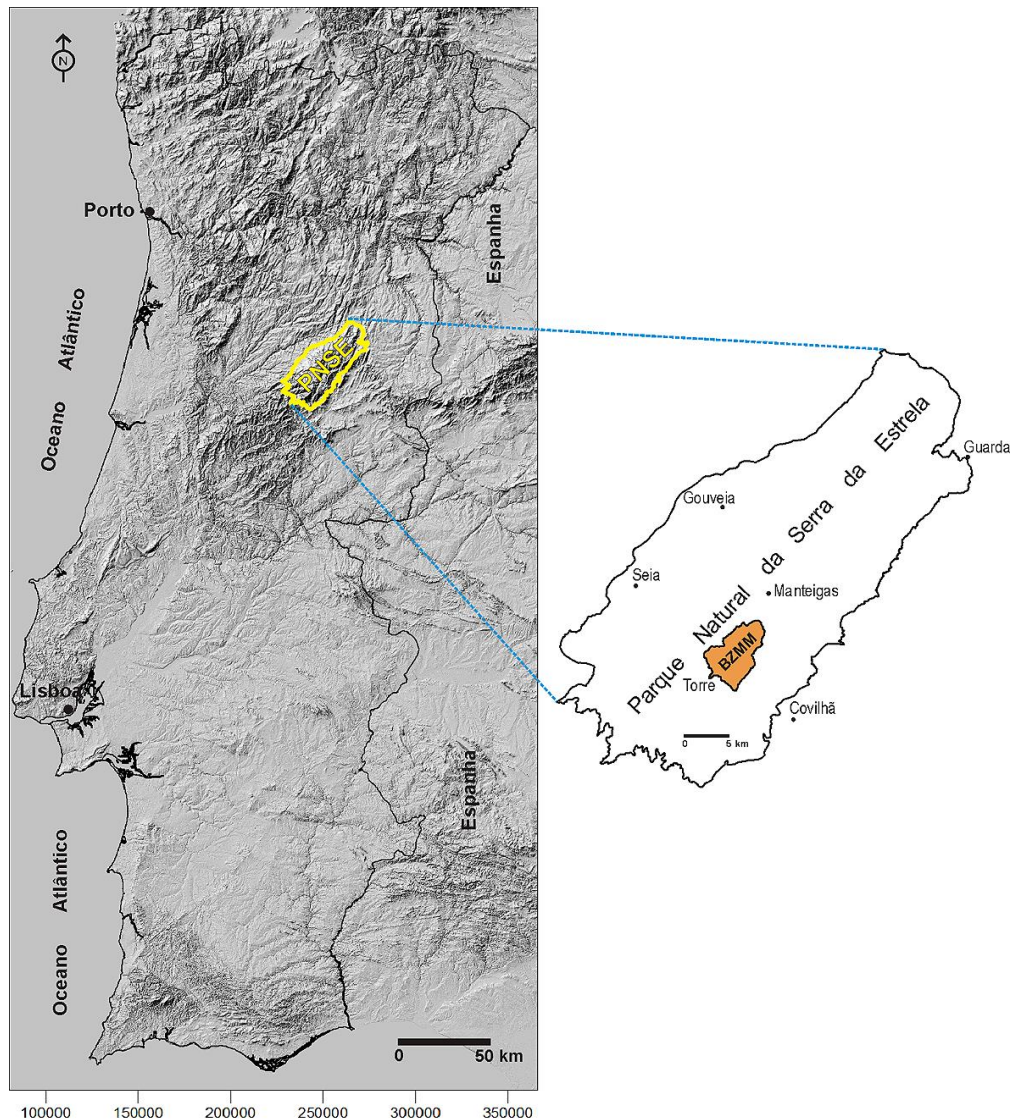 N
Porto
Espanha
Oceano Atlântico
PNSE
Parque Natural da Serra da Estrela
Guarda
Gouveia
Seia
Manteigas
BZMM
Torre
Covilhã
0 5 km
Lisboa
Espanha
Oceano Atlântico
0 50 km
100000 150000 200000 250000 300000 350000